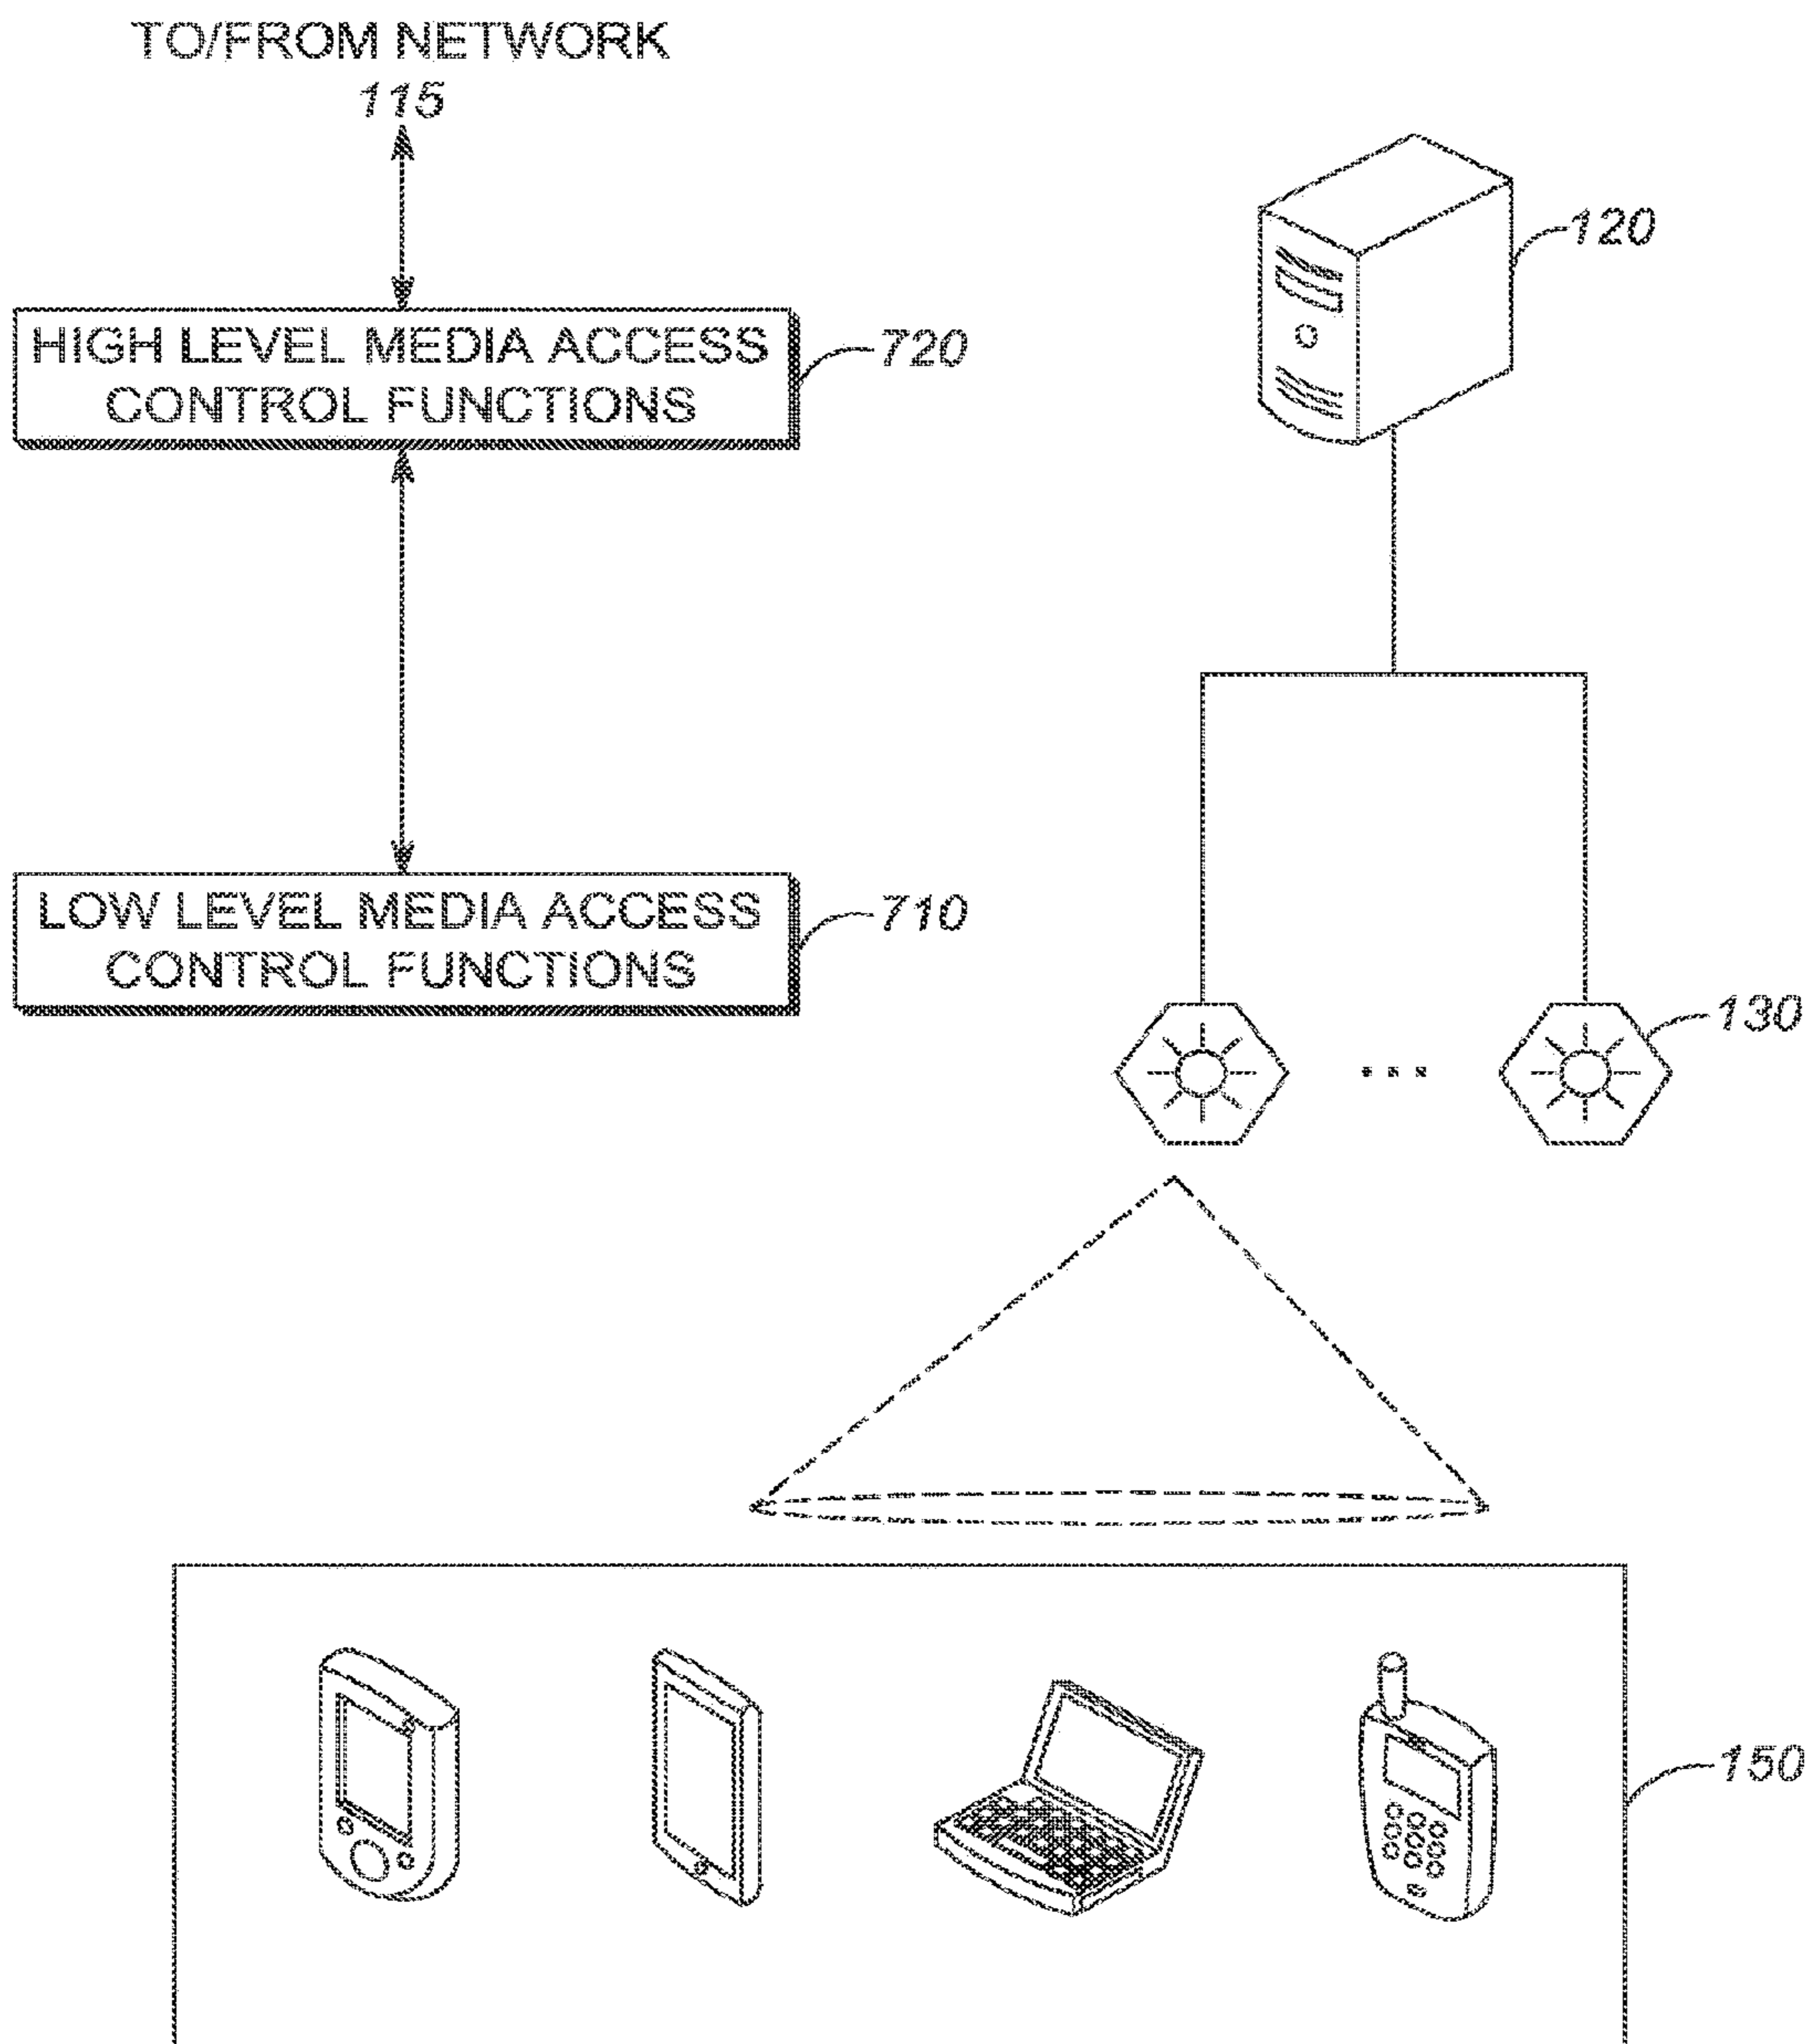 TO/FROM NETWORK
115
120
HIGH LEVEL MEDIA ACCESS
CONTROL FUNCTIONS
720
LOW LEVEL MEDIA ACCESS
CONTROL FUNCTIONS
710
130
...
150